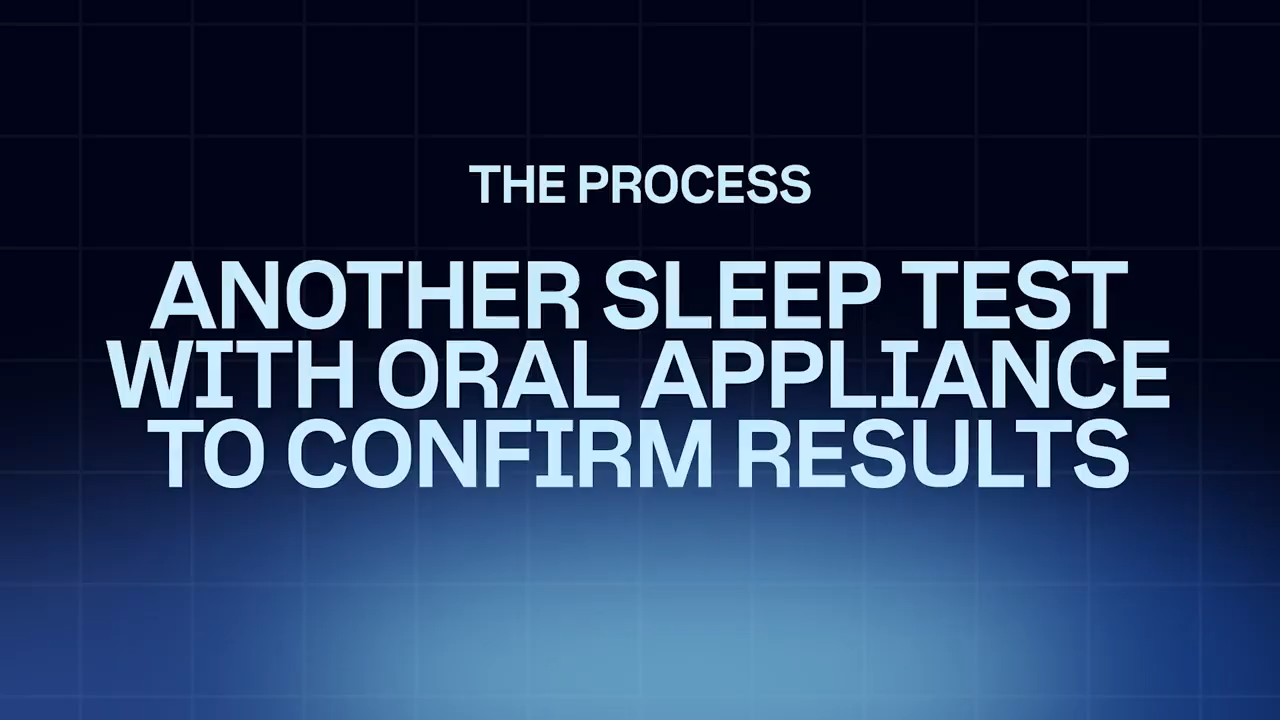 THE PROCESS
ANOTHER SLEEP TEST
WITH ORAL APPLIANCE
TO CONFIRM RESULTS